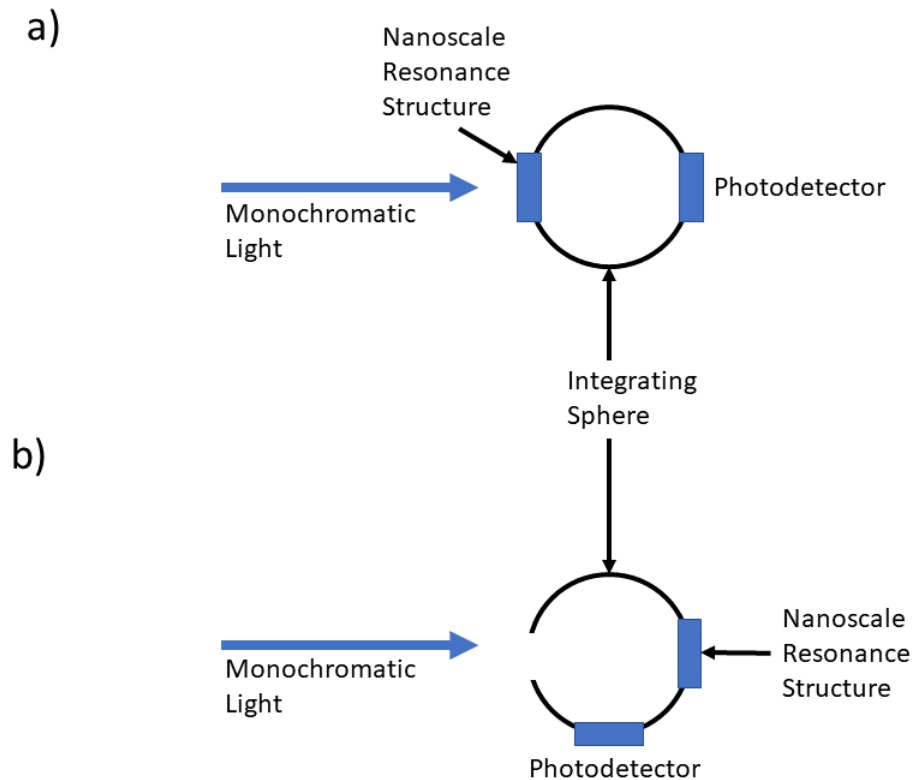 a)
Nanoscale
Resonance
Structure
Photodetector
Monochromatic
Light
Integrating
Sphere
b)
Nanoscale
Resonance
Structure
Monochromatic
Light
Photodetector